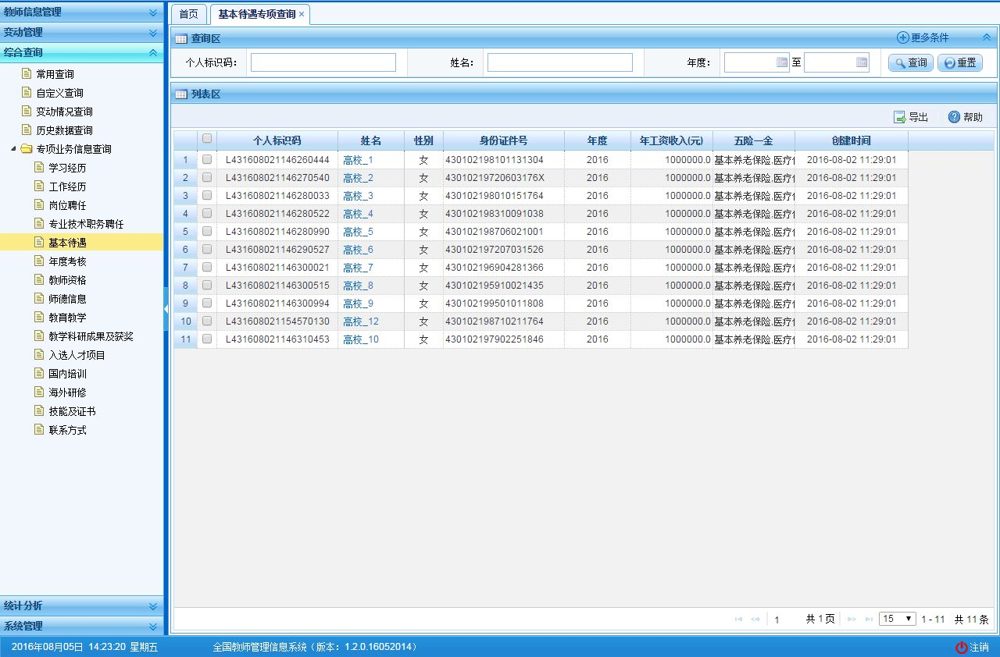 教师信息管理
变动管理
综合查询
常用查询
自定义查询
变动情况查询
历史数据查询
专项业务信息查询
学习经历
工作经历
岗位聘任
专业技术职务聘任
基本待遇
年度考核
教师资格
师德信息
教育教学
教学科研成果及获奖
入选人才项目
国内培训
海外研修
技能及证书
联系方式
统计分析
系统管理
首页 基本待遇专项查询 ×
查询区 更多条件
个人标识码： 姓名： 年度： 至 查询 重置
列表区
导出 帮助
个人标识码 姓名 性别 身份证件号 年度 年工资收入(元) 五险一金 创建时间
1 L431608021146260444 高校_1 女 430102198101131304 2016 1000000.0 基本养老保险,医疗 2016-08-02 11:29:01
2 L431608021146270540 高校_2 女 43010219720603176X 2016 1000000.0 基本养老保险,医疗 2016-08-02 11:29:01
3 L431608021146280033 高校_3 女 430102198010151764 2016 1000000.0 基本养老保险,医疗 2016-08-02 11:29:01
4 L431608021146280522 高校_4 女 430102198310091038 2016 1000000.0 基本养老保险,医疗 2016-08-02 11:29:01
5 L431608021146280990 高校_5 女 430102198706021001 2016 1000000.0 基本养老保险,医疗 2016-08-02 11:29:01
6 L431608021146290527 高校_6 女 430102197207031526 2016 1000000.0 基本养老保险,医疗 2016-08-02 11:29:01
7 L431608021146300021 高校_7 女 430102196904281366 2016 1000000.0 基本养老保险,医疗 2016-08-02 11:29:01
8 L431608021146300515 高校_8 女 430102195910021435 2016 1000000.0 基本养老保险,医疗 2016-08-02 11:29:01
9 L431608021146300994 高校_9 女 430102199501011808 2016 1000000.0 基本养老保险,医疗 2016-08-02 11:29:01
10 L431608021154570130 高校_12 女 430102198710211764 2016 1000000.0 基本养老保险,医疗 2016-08-02 11:29:01
11 L431608021146310453 高校_10 女 430102197902251846 2016 1000000.0 基本养老保险,医疗 2016-08-02 11:29:01
1 共 1 页 15 1 - 11 共 11 条
2016年08月05日 14:23:20 星期五 全国教师管理信息系统（版本：1.2.0.16052014） 注销